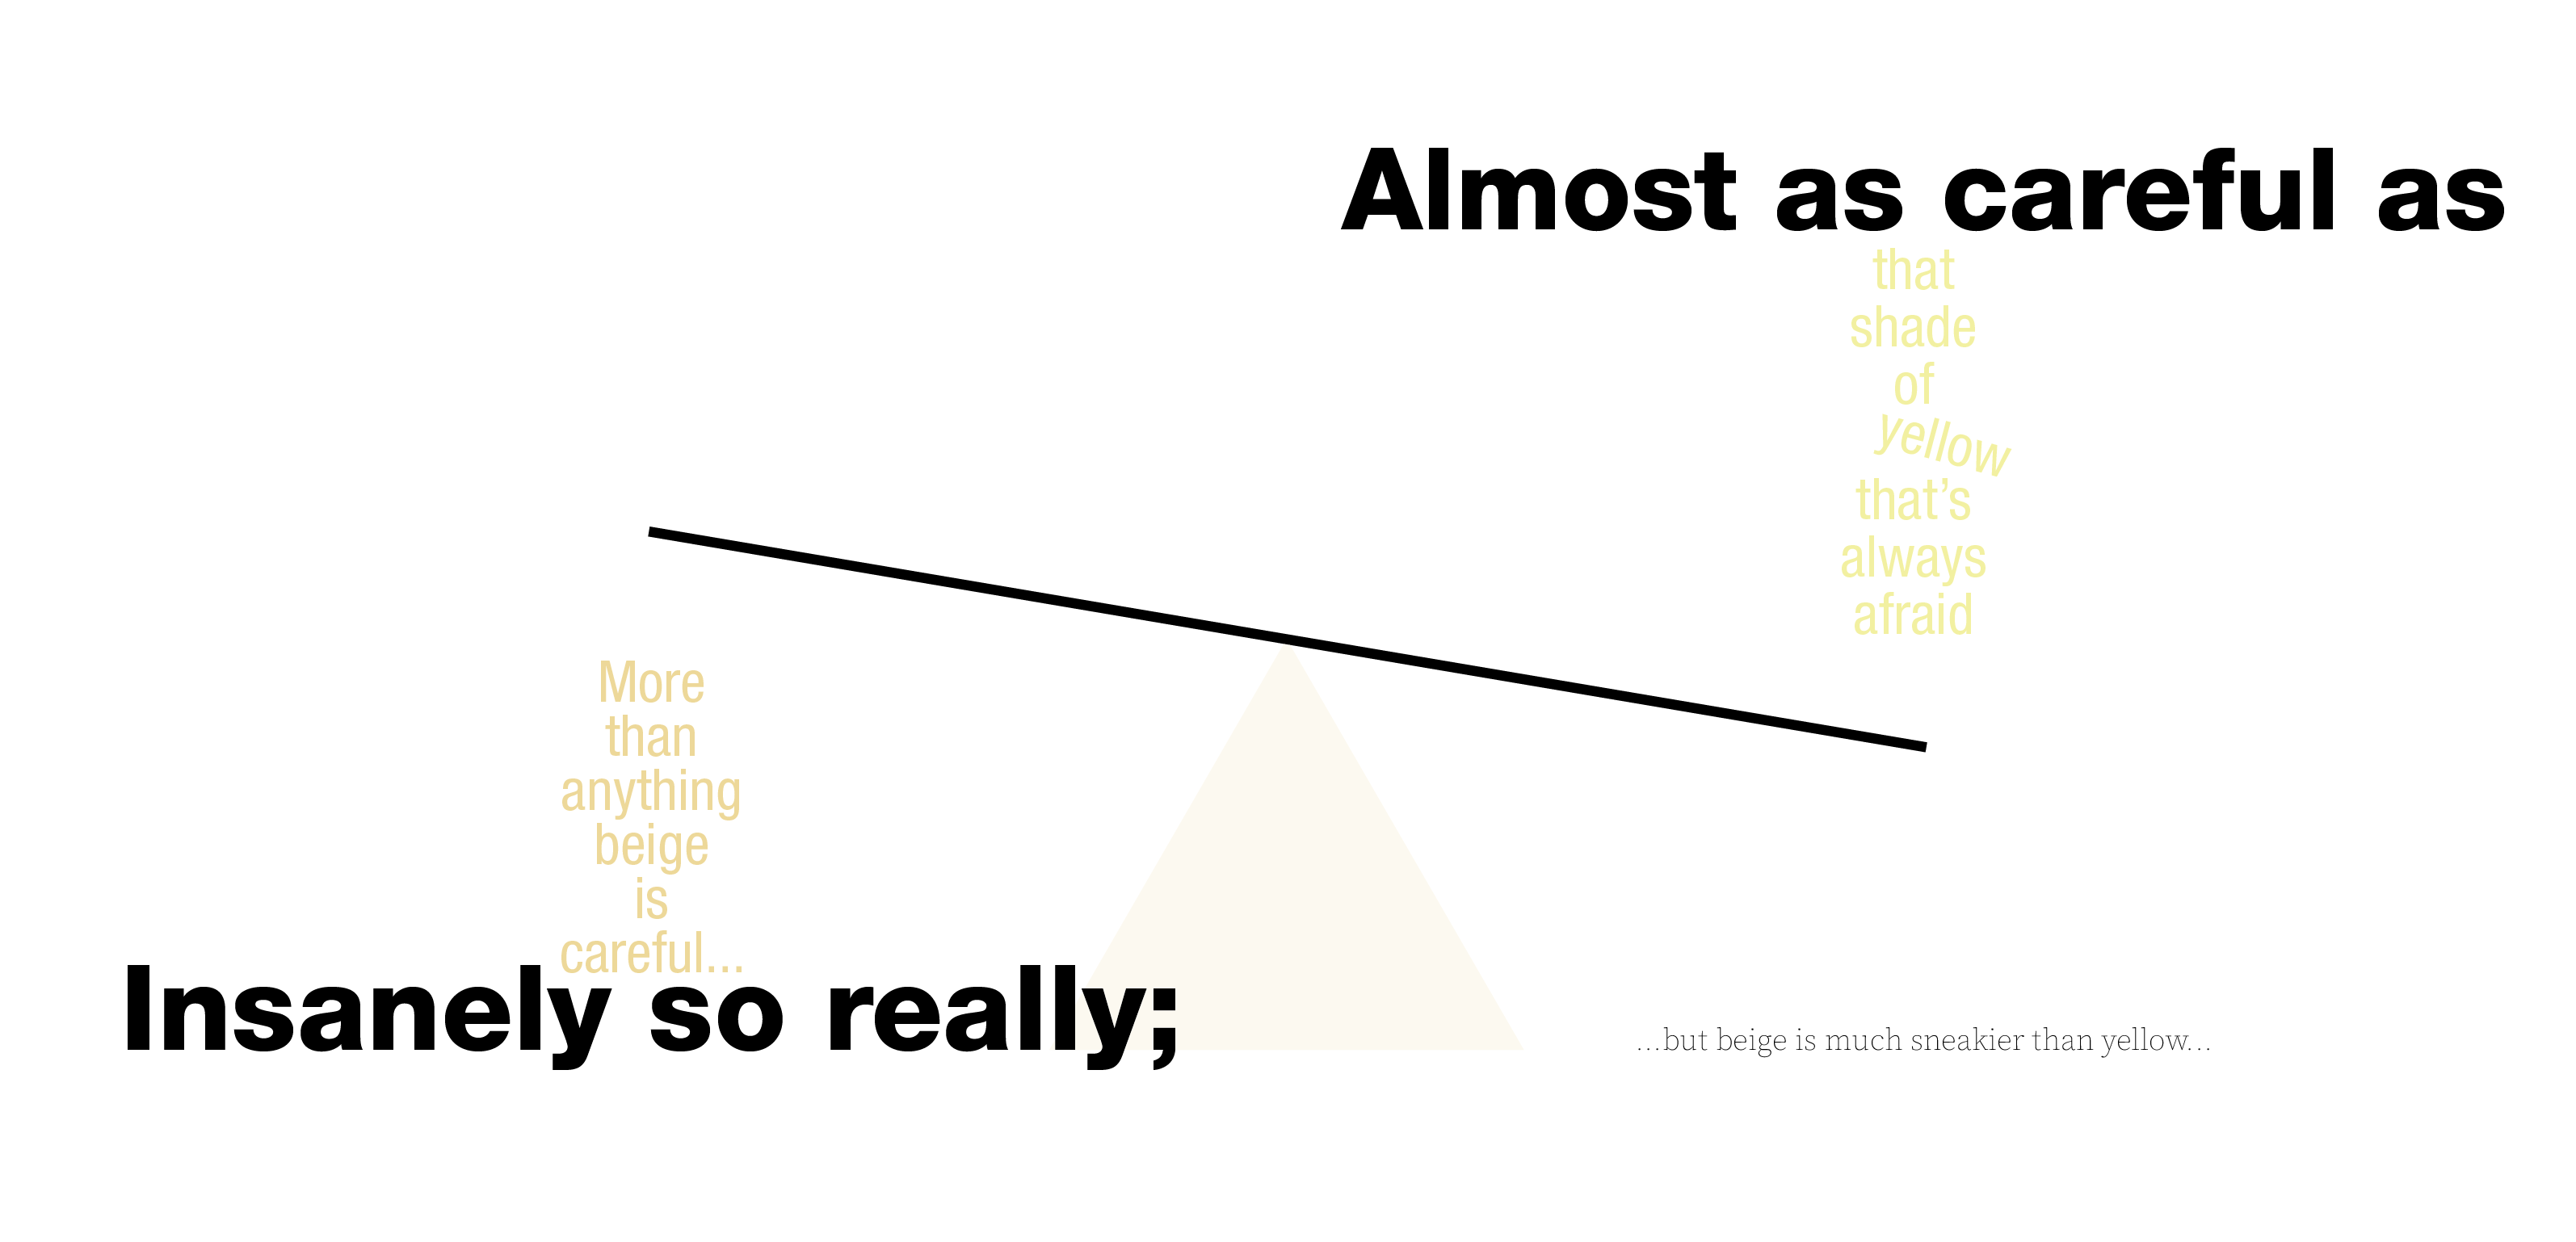 More
than
anything
beige
is
careful...
Insanely so really;
Almost as careful as
that
shade
of
yellow
that’s
always
afraid
...but beige is much sneakier than yellow...